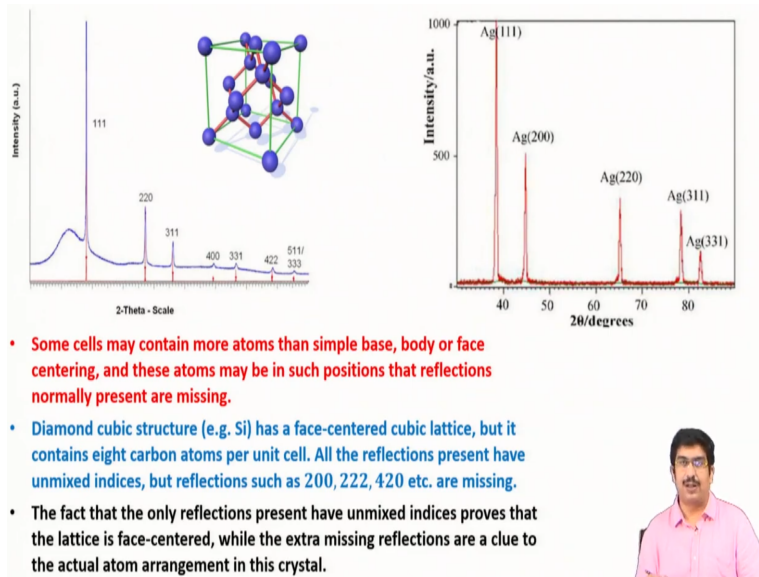 Intensity (a.u.)
111
220
311
400
331
422
511/
333
2-Theta - Scale
1000
500
Intensity/a.u.
Ag(111)
Ag(200)
Ag(220)
Ag(311)
Ag(331)
40
50
60
70
80
2θ/degrees
• Some cells may contain more atoms than simple base, body or face
centering, and these atoms may be in such positions that reflections
normally present are missing.
• Diamond cubic structure (e.g. Si) has a face-centered cubic lattice, but it
contains eight carbon atoms per unit cell. All the reflections present have
unmixed indices, but reflections such as 200, 222, 420 etc. are missing.
• The fact that the only reflections present have unmixed indices proves that
the lattice is face-centered, while the extra missing reflections are a clue to
the actual atom arrangement in this crystal.